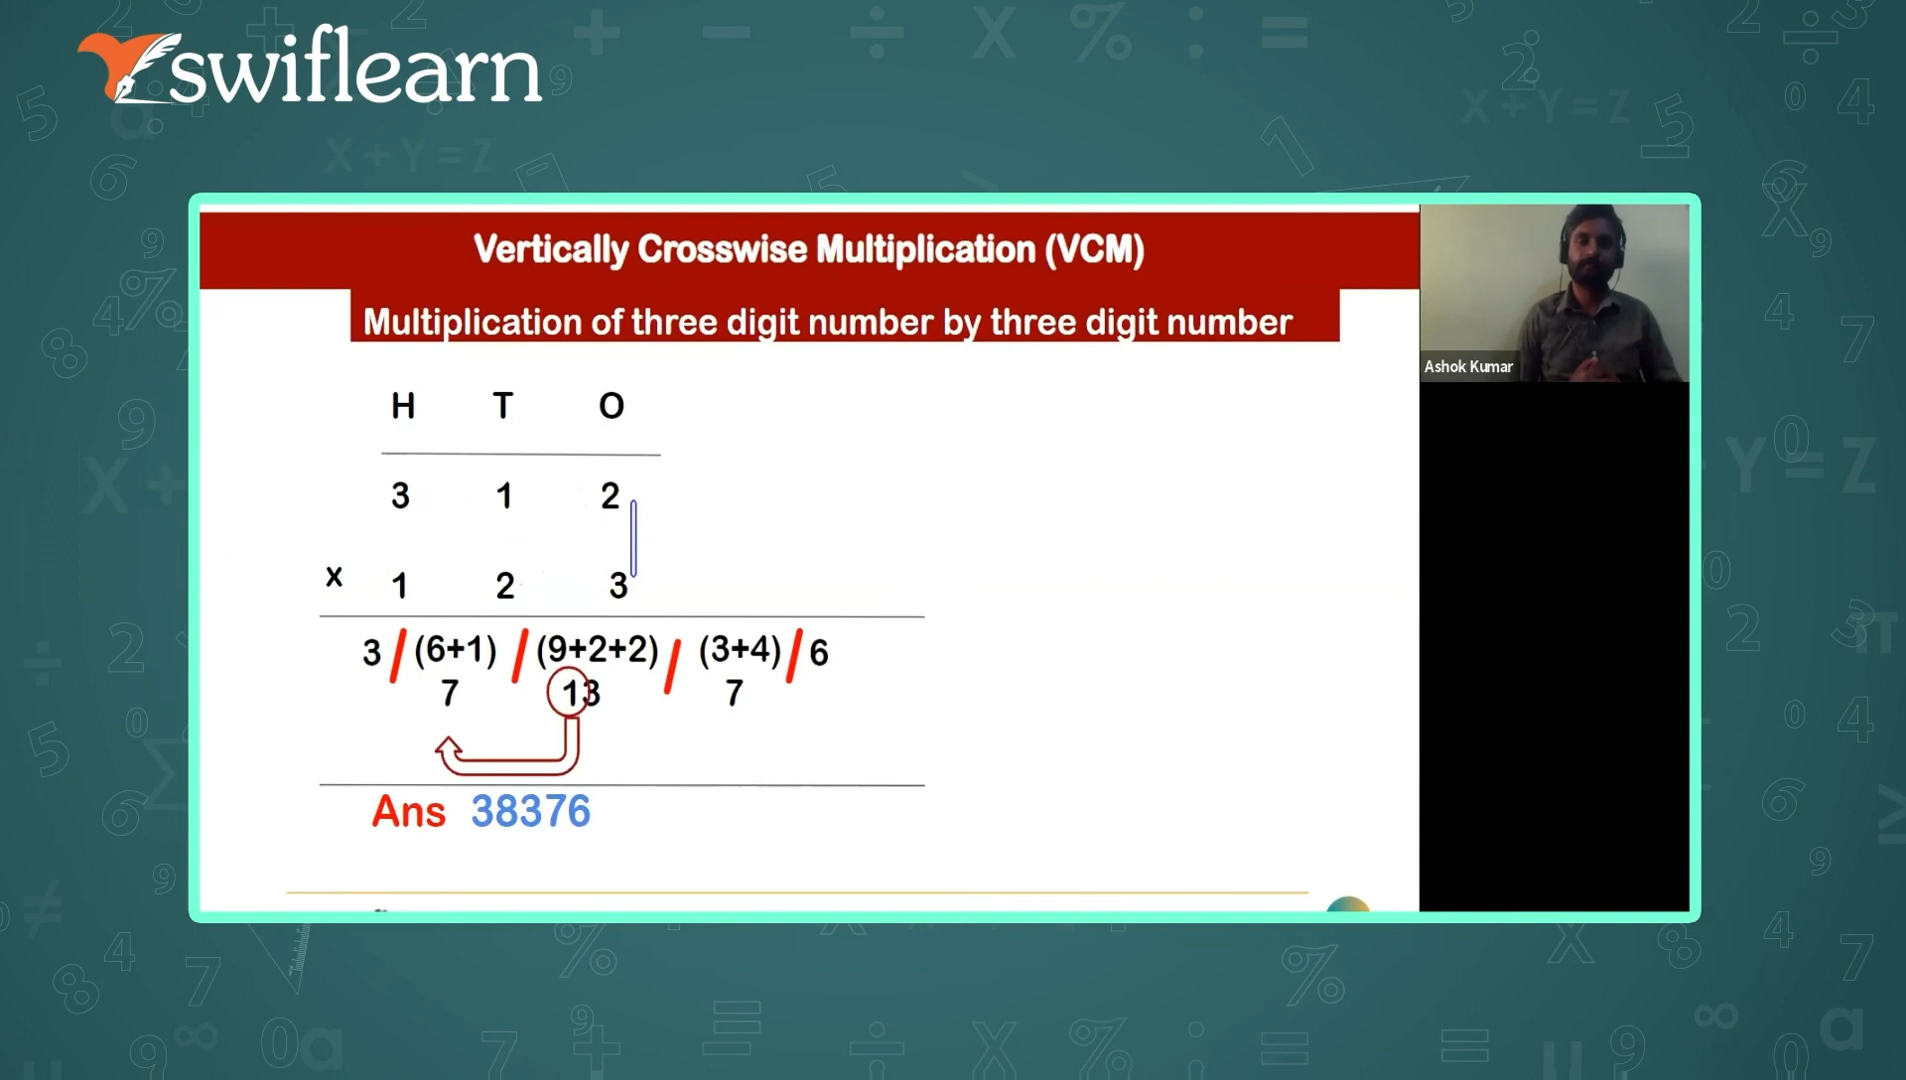 swiflearn
Vertically Crosswise Multiplication (VCM)
Multiplication of three digit number by three digit number
Ashok Kumar
H T O
3 1 2
x 1 2 3
3 / (6+1) / (9+2+2) / (3+4) / 6
7 13 7
Ans 38376